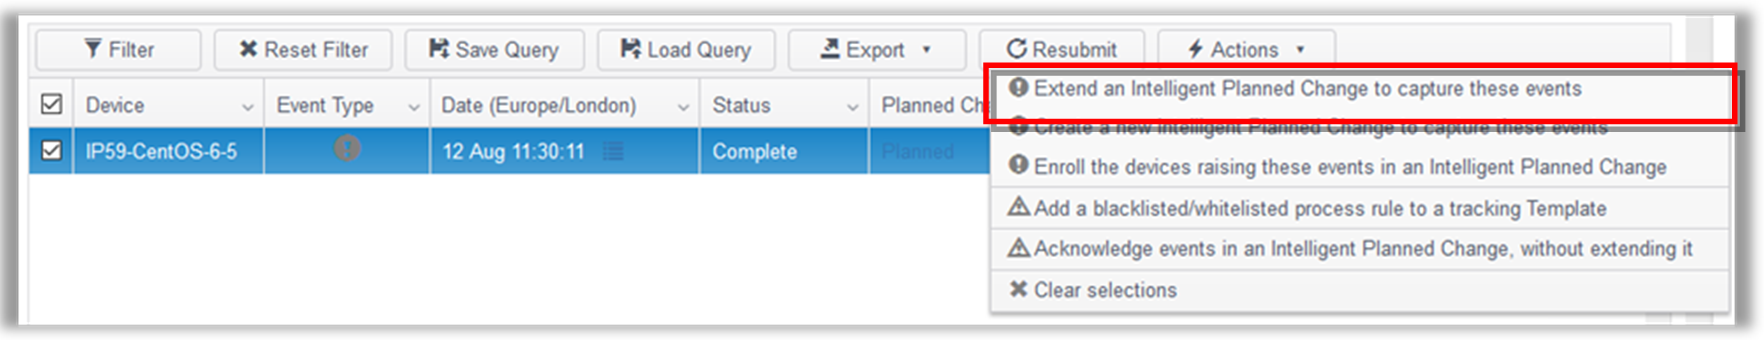 Filter Reset Filter Save Query Load Query Export Resubmit Actions
Extend an Intelligent Planned Change to capture these events
Device Event Type Date (Europe/London) Status Planned Ch
Create a new Intelligent Planned Change to capture these events
IP59-CentOS-6-5 12 Aug 11:30:11 Complete Planned
Enroll the devices raising these events in an Intelligent Planned Change
Add a blacklisted/whitelisted process rule to a tracking Template
Acknowledge events in an Intelligent Planned Change, without extending it
Clear selections